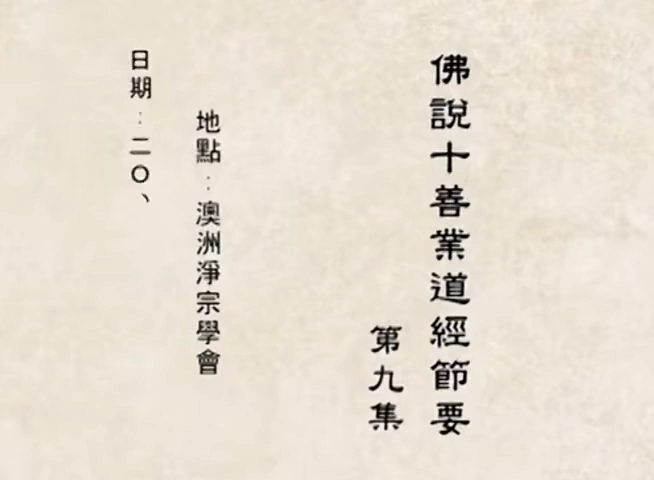 佛說十善業道經節要
第九集
地點：澳洲淨宗學會
日期：二〇、